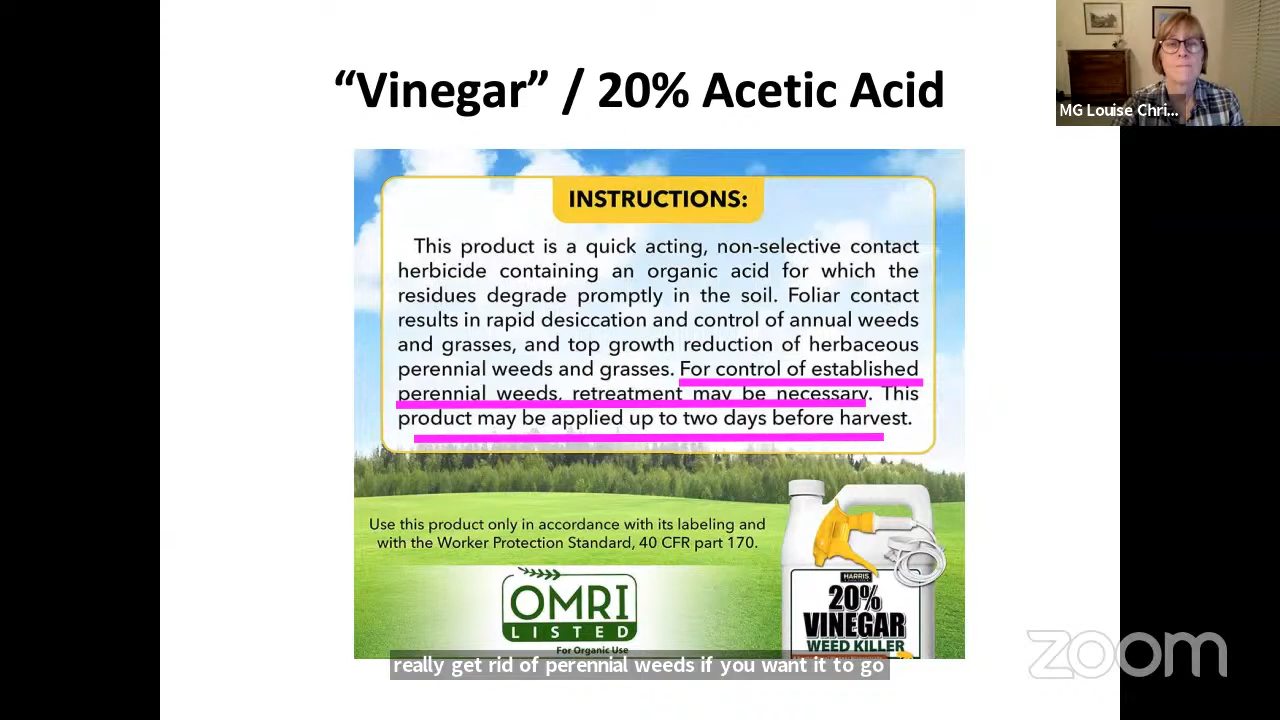 “Vinegar” / 20% Acetic Acid
MG Louise Chri...
INSTRUCTIONS:
This product is a quick acting, non-selective contact
herbicide containing an organic acid for which the
residues degrade promptly in the soil. Foliar contact
results in rapid desiccation and control of annual weeds
and grasses, and top growth reduction of herbaceous
perennial weeds and grasses. For control of established
perennial weeds, retreatment may be necessary. This
product may be applied up to two days before harvest.
Use this product only in accordance with its labeling and
with the Worker Protection Standard, 40 CFR part 170.
OMRI
LISTED
For Organic Use
HARRIS
20%
VINEGAR
WEED KILLER
really get rid of perennial weeds if you want it to go
zoom